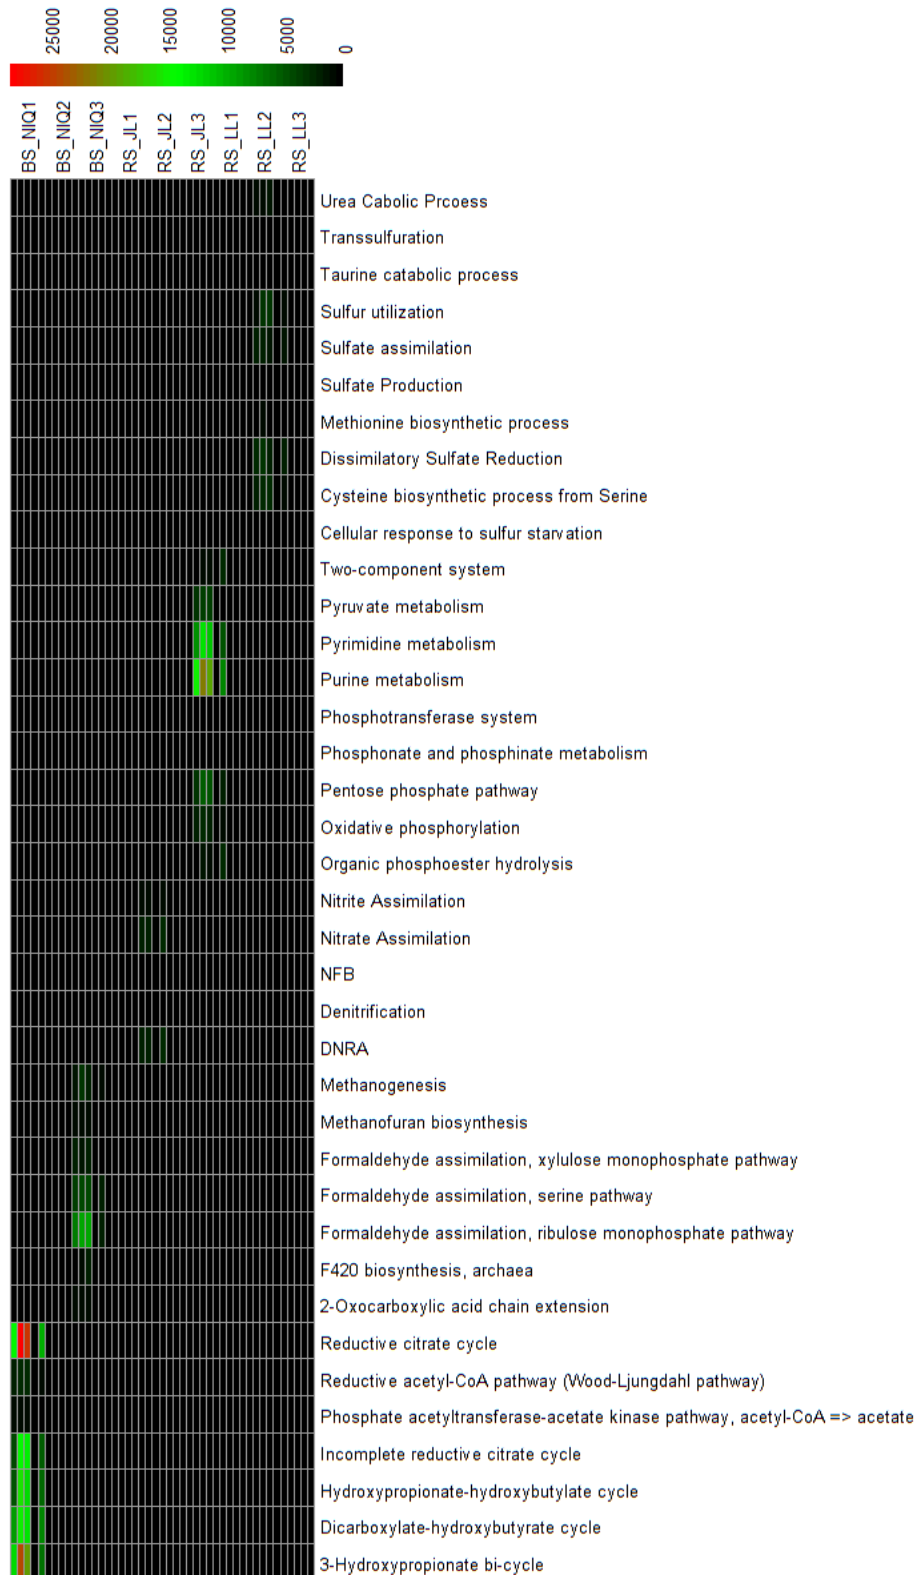 25000
20000
15000
10000
5000
0
BS_NIQ1
BS_NIQ2
BS_NIQ3
RS_JL1
RS_JL2
RS_JL3
RS_LL1
RS_LL2
RS_LL3
Urea Cabolic Prcoess
Transsulfuration
Taurine catabolic process
Sulfur utilization
Sulfate assimilation
Sulfate Production
Methionine biosynthetic process
Dissimilatory Sulfate Reduction
Cysteine biosynthetic process from Serine
Cellular response to sulfur starvation
Two-component system
Pyruvate metabolism
Pyrimidine metabolism
Purine metabolism
Phosphotransferase system
Phosphonate and phosphinate metabolism
Pentose phosphate pathway
Oxidative phosphorylation
Organic phosphoester hydrolysis
Nitrite Assimilation
Nitrate Assimilation
NFB
Denitrification
DNRA
Methanogenesis
Methanofuran biosynthesis
Formaldehyde assimilation, xylulose monophosphate pathway
Formaldehyde assimilation, serine pathway
Formaldehyde assimilation, ribulose monophosphate pathway
F420 biosynthesis, archaea
2-Oxocarboxylic acid chain extension
Reductive citrate cycle
Reductive acetyl-CoA pathway (Wood-Ljungdahl pathway)
Phosphate acetyltransferase-acetate kinase pathway, acetyl-CoA => acetate
Incomplete reductive citrate cycle
Hydroxypropionate-hydroxybutylate cycle
Dicarboxylate-hydroxybutyrate cycle
3-Hydroxypropionate bi-cycle